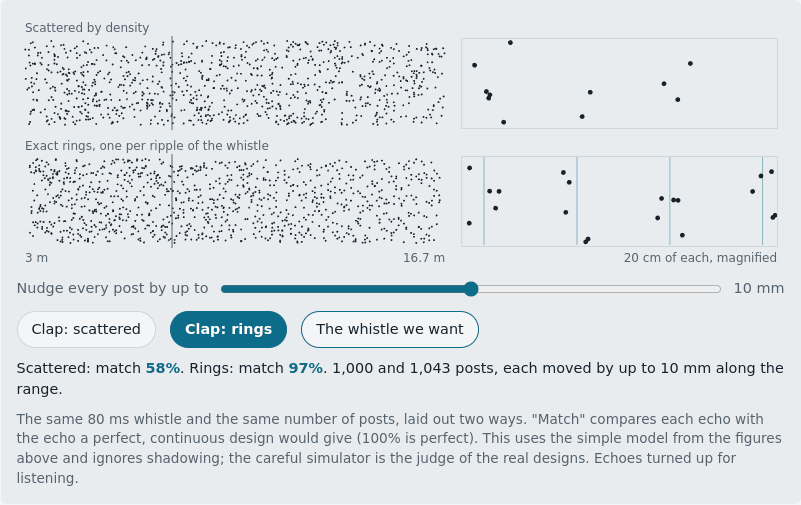 Scattered by density
Exact rings, one per ripple of the whistle
3 m
16.7 m
20 cm of each, magnified
Nudge every post by up to
10 mm
Clap: scattered
Clap: rings
The whistle we want
Scattered: match 58%. Rings: match 97%. 1,000 and 1,043 posts, each moved by up to 10 mm along the
range.
The same 80 ms whistle and the same number of posts, laid out two ways. "Match" compares each echo with
the echo a perfect, continuous design would give (100% is perfect). This uses the simple model from the figures
above and ignores shadowing; the careful simulator is the judge of the real designs. Echoes turned up for
listening.